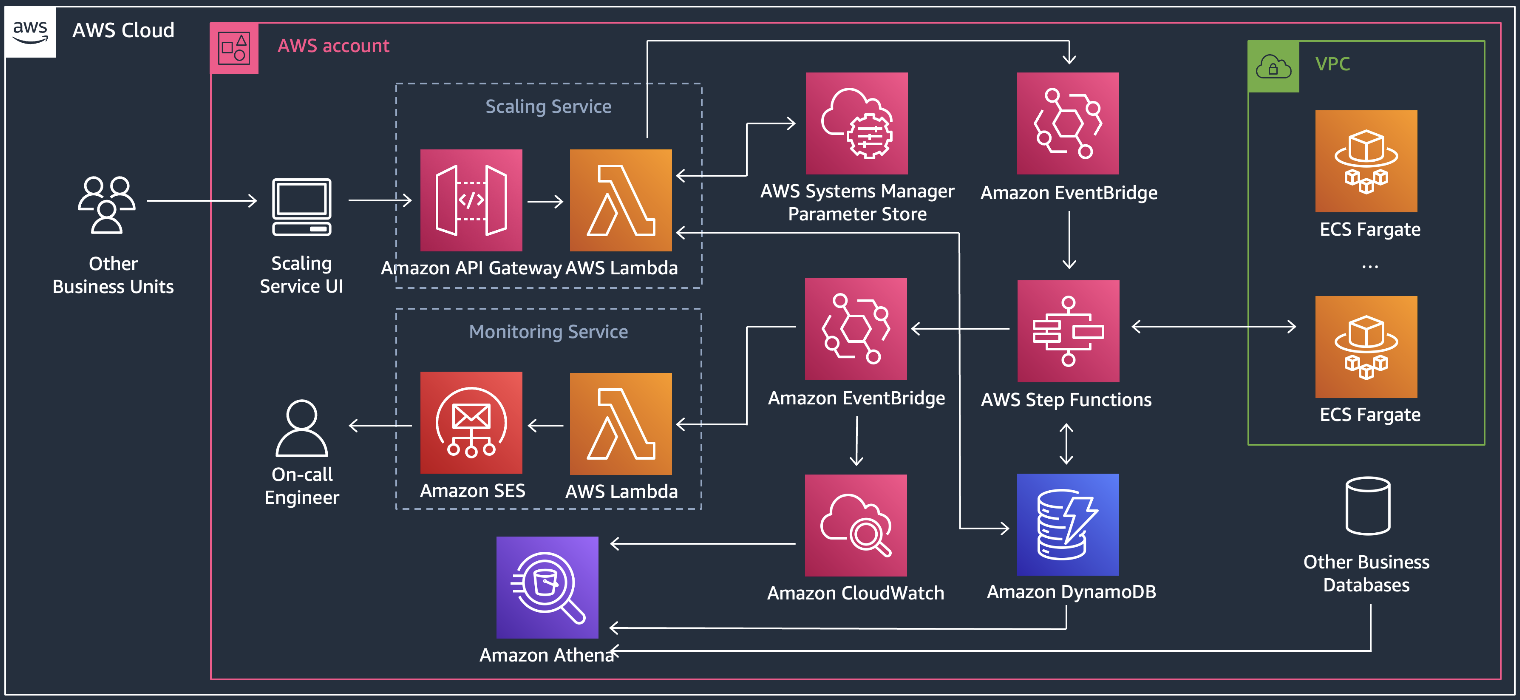 aws
AWS Cloud
AWS account
VPC
Scaling Service
Amazon API Gateway
AWS Lambda
AWS Systems Manager
Parameter Store
Amazon EventBridge
ECS Fargate
...
ECS Fargate
Other
Business Units
Scaling
Service UI
Monitoring Service
Amazon SES
AWS Lambda
Amazon EventBridge
AWS Step Functions
On-call
Engineer
Amazon CloudWatch
Amazon DynamoDB
Other Business
Databases
Amazon Athena